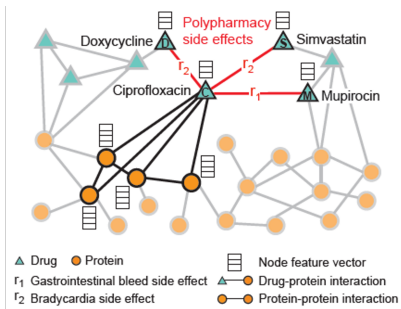 Polypharmacy
side effects
Doxycycline
D
S
Simvastatin
r2
r2
Ciprofloxacin
C
r1
M
Mupirocin
Drug
Protein
Node feature vector
r1 Gastrointestinal bleed side effect
Drug-protein interaction
r2 Bradycardia side effect
Protein-protein interaction